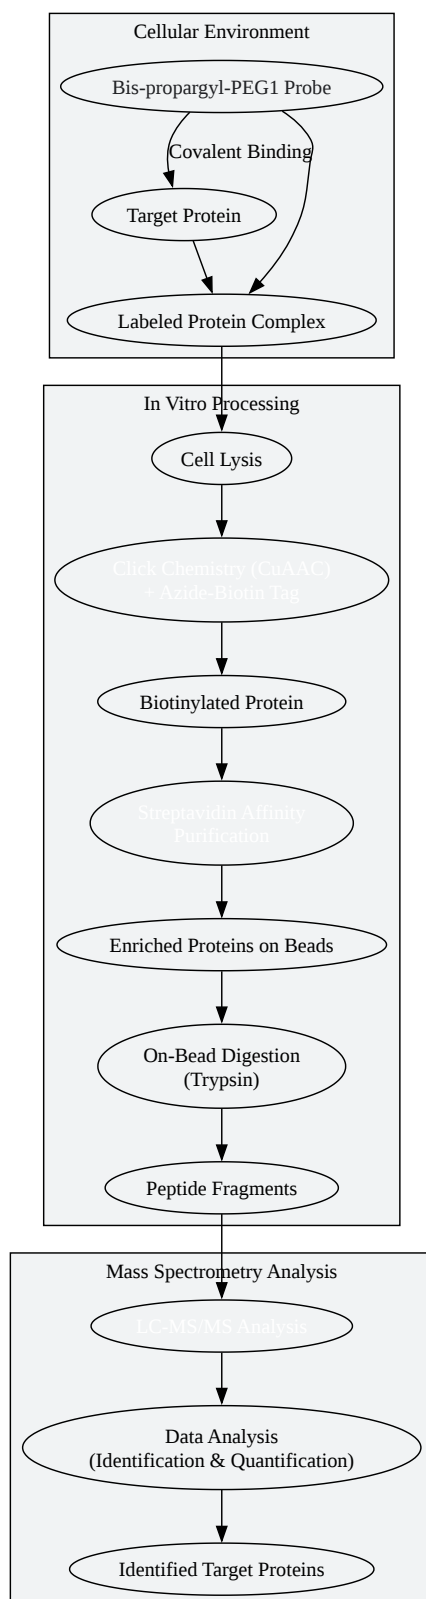 Cellular Environment
Bis-propargyl-PEG1 Probe
Covalent Binding
Target Protein
Labeled Protein Complex
In Vitro Processing
Cell Lysis
Click Chemistry (CuAAC)
+ Azide-Biotin Tag
Biotinylated Protein
Streptavidin Affinity
Purification
Enriched Proteins on Beads
On-Bead Digestion
(Trypsin)
Peptide Fragments
Mass Spectrometry Analysis
LC-MS/MS Analysis
Data Analysis
(Identification & Quantification)
Identified Target Proteins